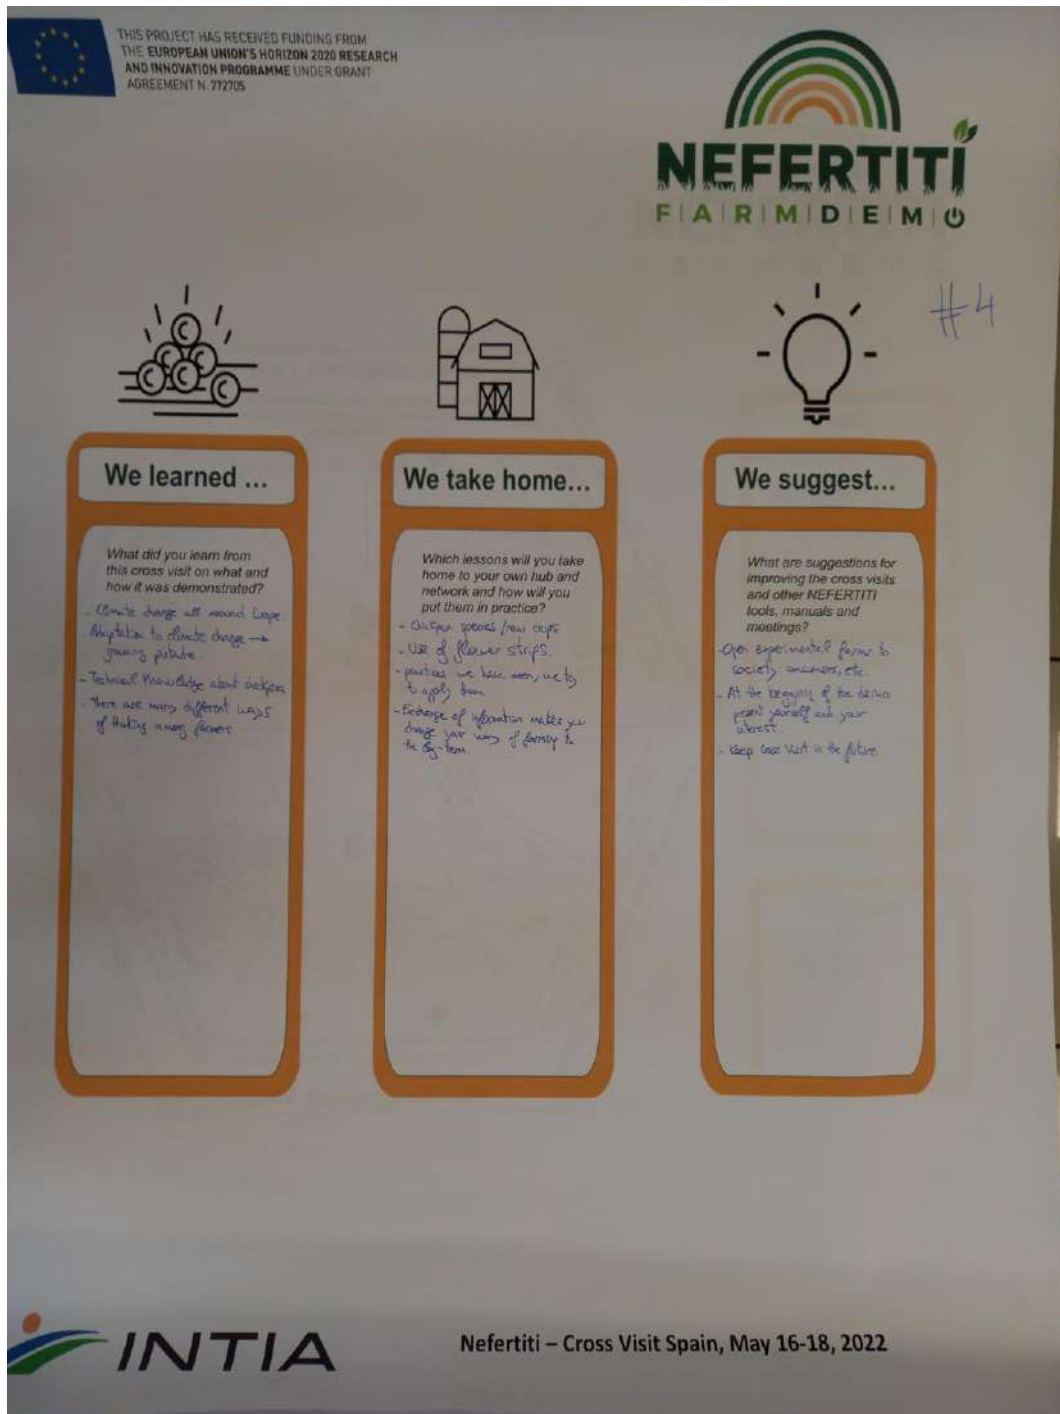 THIS PROJECT HAS RECEIVED FUNDING FROM
THE EUROPEAN UNION'S HORIZON 2020 RESEARCH
AND INNOVATION PROGRAMME UNDER GRANT
AGREEMENT N. 772705
NEFERTITI
FARMDEMO
#4
We learned ...
What did you learn from
this cross visit on what and
how it was demonstrated?
- Climate change all around Europe.
Adaptation to climate change →
growing potatoe.
- Technical Knowledge about
- There are many different ways
of thinking among farmers
We take home...
Which lessons will you take
home to your own hub and
network and how will you
put them in practice?
- species / new crops
- Use of flower strips.
- practices we have seen, we try
to apply them
- Exchange of information makes you
change your ways of farming to
the long-term.
We suggest...
What are suggestions for
improving the cross visits
and other NEFERTITI
tools, manuals and
meetings?
- Open experimental farms to
society consumers, etc.
- At the of the demos
present yourself and your
interest.
- Keep cross visit in the future
INTIA
Nefertiti – Cross Visit Spain, May 16-18, 2022